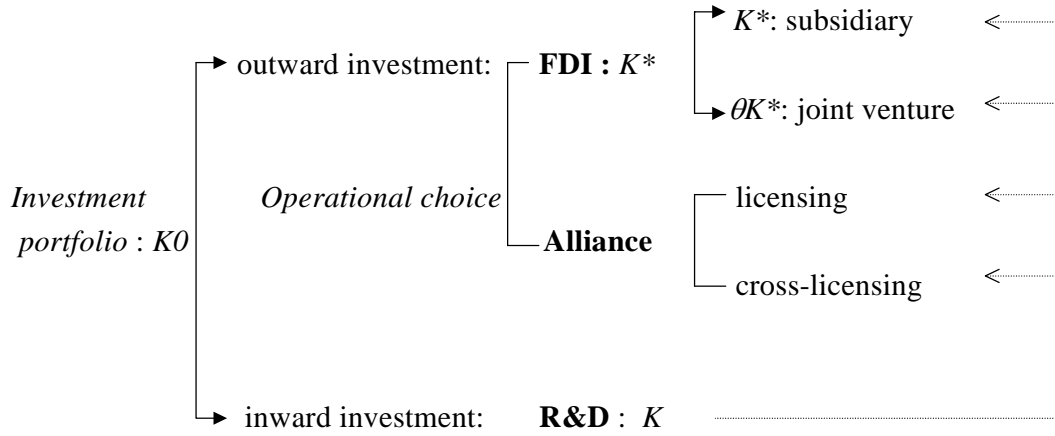 K*: subsidiary
outward investment: FDI : K*
θK*: joint venture
Investment Operational choice licensing
portfolio : K0 Alliance
cross-licensing
inward investment: R&D : K